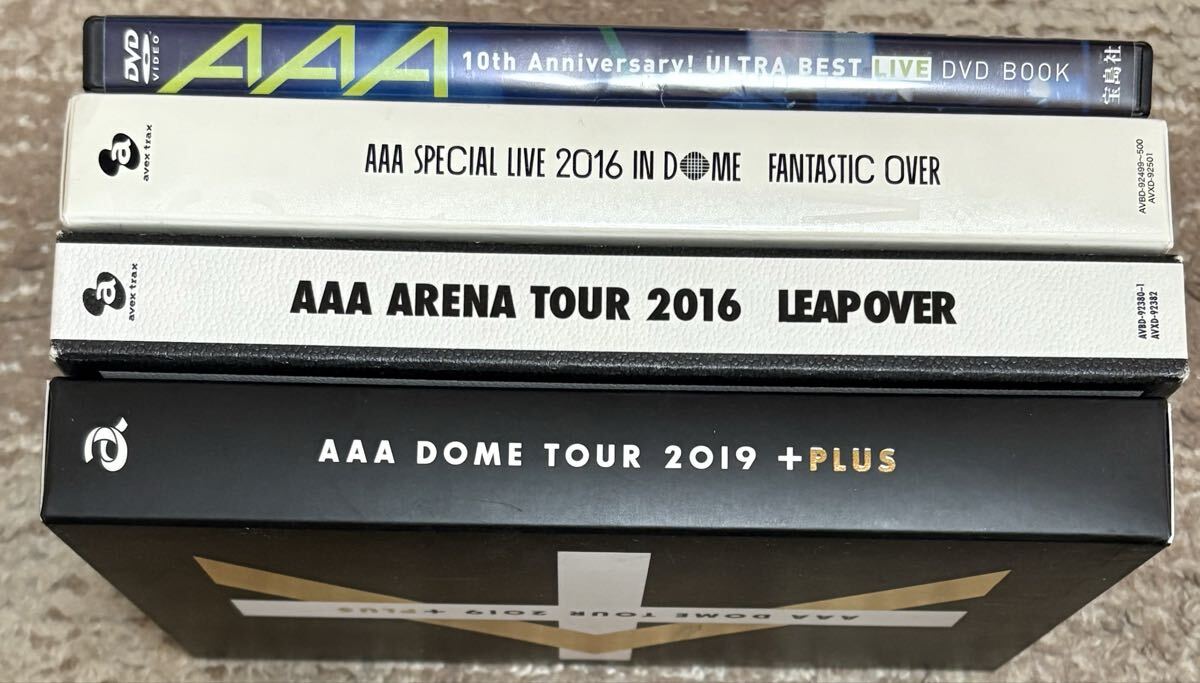 DVD
VIDEO
AAA 10th Anniversary! ULTRA BEST LIVE DVD BOOK
宝島社
a
avex trax
AAA SPECIAL LIVE 2016 IN DOME FANTASTIC OVER
AVBD-92499~500
AVXD-92501
a
avex trax
AAA ARENA TOUR 2016 LEAP OVER
AVBD-92380-1
AVXD-92382
a
AAA DOME TOUR 2019 +PLUS
AAA DOME TOUR 2019 +PLUS